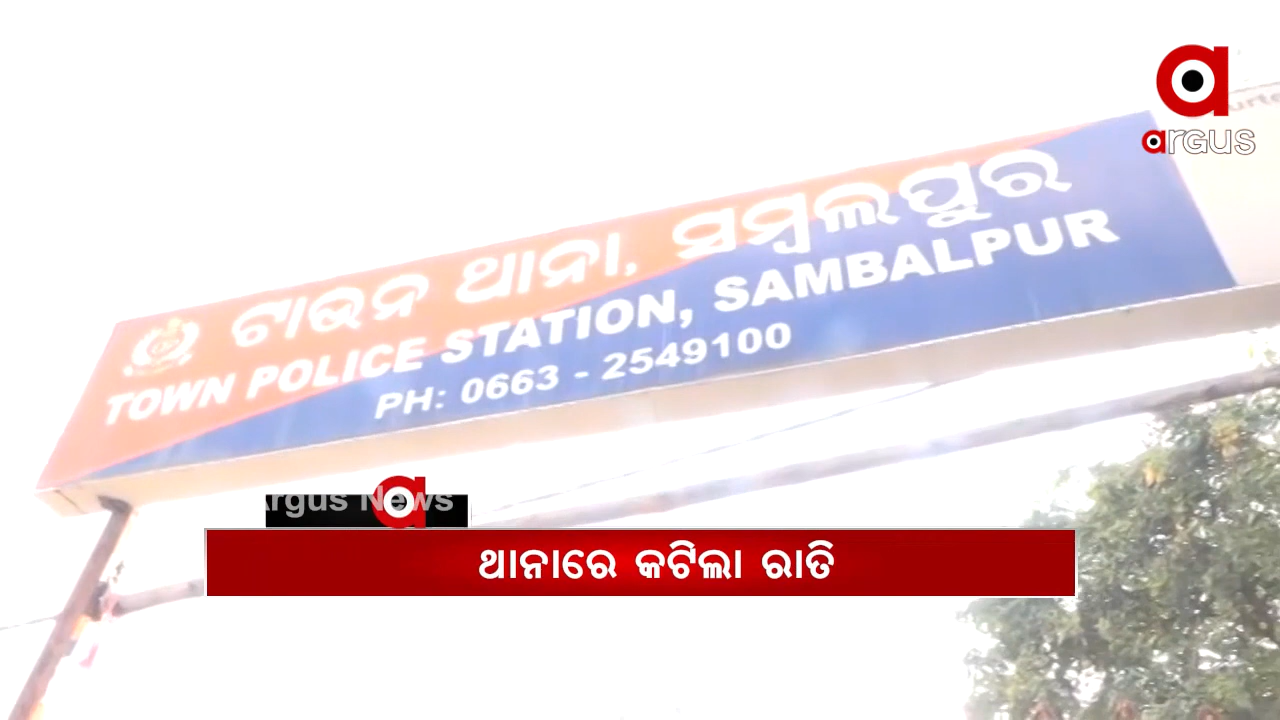 argus
ଟାଉନ ଥାନା, ସମ୍ବଲପୁର
TOWN POLICE STATION, SAMBALPUR
PH: 0663 - 2549100
Argus News
ଥାନାରେ କଟିଲା ରାତି